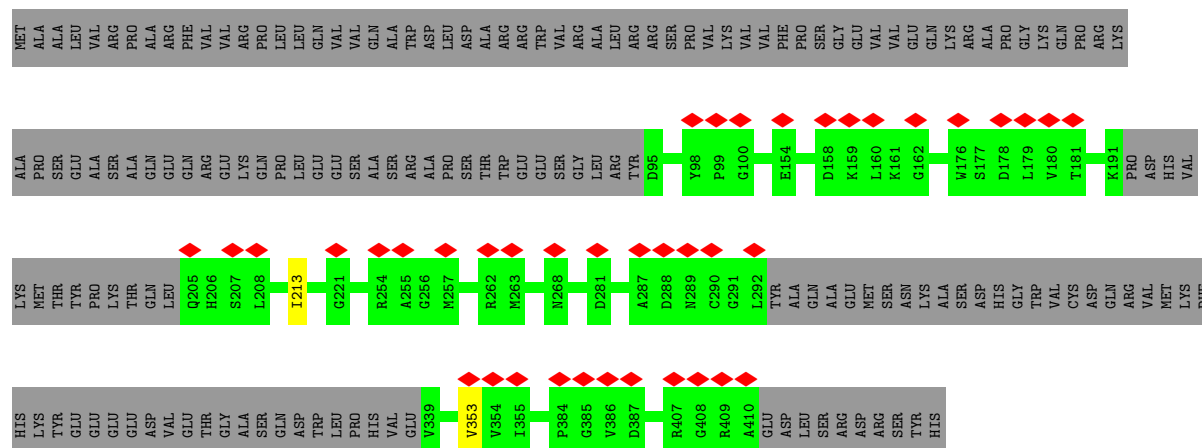 MET ALA ALA LEU VAL ARG PRO ALA ARG PHE VAL VAL ARG PRO LEU LEU GLN VAL VAL GLN ALA TRP ASP LEU ASP ALA ARG ARG TRP VAL ARG ALA LEU ARG ARG SER PRO VAL LYS VAL VAL PHE PRO SER GLY GLU VAL VAL GLU GLN LYS ARG ALA PRO GLY LYS GLN PRO ARG LYS
ALA PRO SER GLU ALA SER ALA GLN GLU GLN ARG GLU LYS GLN PRO LEU GLU GLU SER ALA SER ARG ALA PRO SER THR TRP GLU GLU SER GLY LEU ARG TYR D95 Y98 P99 G100 E154 D158 K159 L160 K161 G162 W176 S177 D178 L179 V180 T181 K191 PRO ASP HIS VAL
LYS MET THR TYR PRO LYS THR GLN LEU Q205 H206 S207 L208 I213 G221 R254 A255 G256 M257 R262 M263 N268 D281 A287 D288 N289 C290 G291 L292 TYR ALA GLN ALA GLU MET SER ASN LYS ALA SER ASP HIS GLY TRP VAL CYS ASP GLN ARG VAL MET LYS
HIS LYS TYR GLU GLU GLU GLU ASP VAL GLU THR GLY ALA SER GLN ASP TRP LEU PRO HIS VAL GLU V339 V353 V354 I355 P384 G385 V386 D387 R407 G408 R409 A410 GLU ASP LEU SER ARG ASP ARG SER TYR HIS